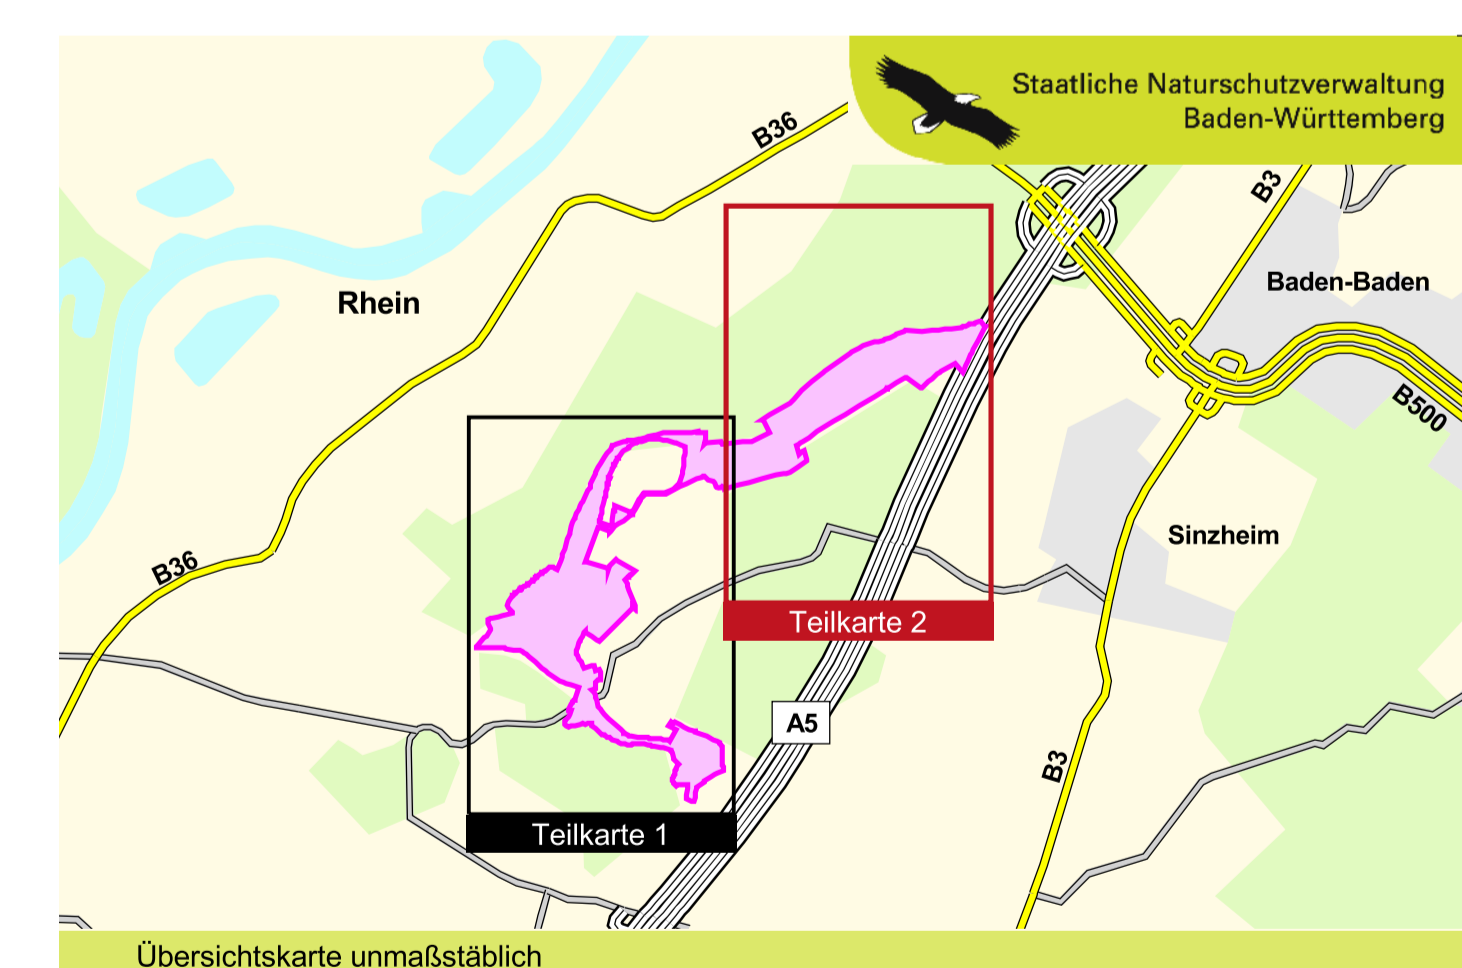 Staatliche Naturschutzverwaltung
Baden-Württemberg
B36
B3
Baden-Baden
Rhein
B500
Sinzheim
B36
Teilkarte 2
A5
B3
Teilkarte 1
Übersichtskarte unmaßstäblich